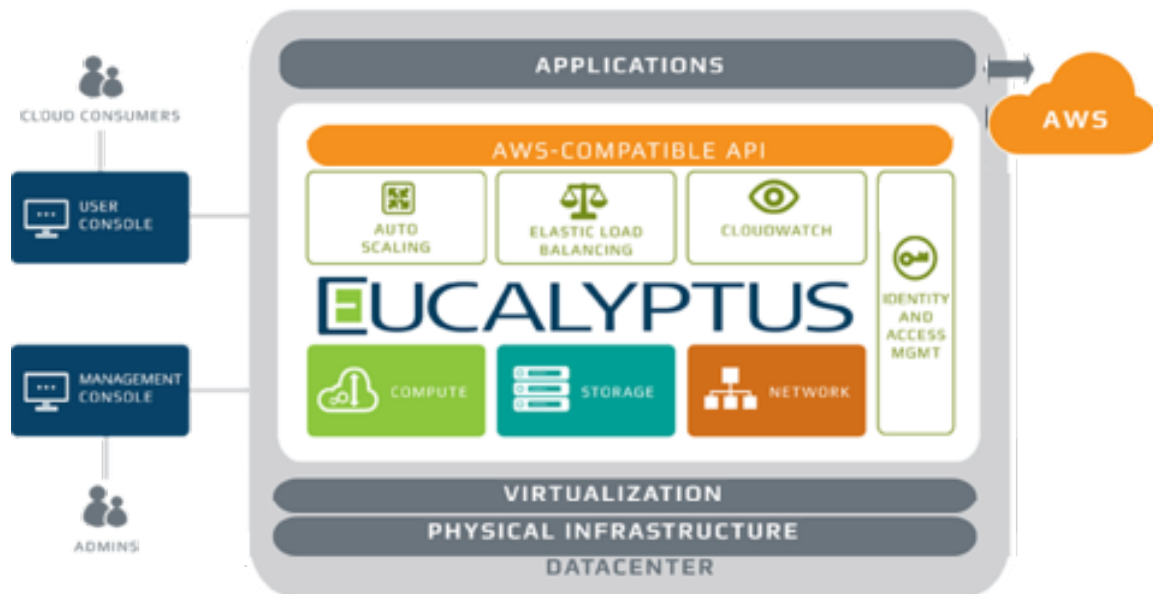 APPLICATIONS
CLOUD CONSUMERS
AWS
AWS-COMPATIBLE API
USER
CONSOLE
AUTO
SCALING
ELASTIC LOAD
BALANCING
CLOUDWATCH
IDENTITY
AND
ACCESS
MGMT
EUCALYPTUS
MANAGEMENT
CONSOLE
COMPUTE
STORAGE
NETWORK
VIRTUALIZATION
PHYSICAL INFRASTRUCTURE
ADMINS
DATACENTER